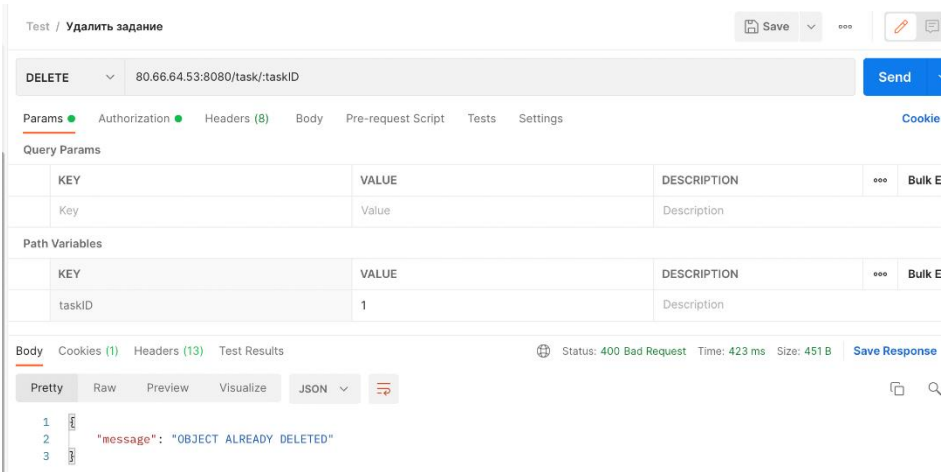 Test / Удалить задание Save ooo
DELETE 80.66.64.53:8080/task/:taskID Send
Params Authorization Headers (8) Body Pre-request Script Tests Settings Cookie
Query Params
KEY VALUE DESCRIPTION ooo Bulk E
Key Value Description
Path Variables
KEY VALUE DESCRIPTION ooo Bulk E
taskID 1 Description
Body Cookies (1) Headers (13) Test Results Status: 400 Bad Request Time: 423 ms Size: 451 B Save Response
Pretty Raw Preview Visualize JSON
1 {
2 "message": "OBJECT ALREADY DELETED"
3 }